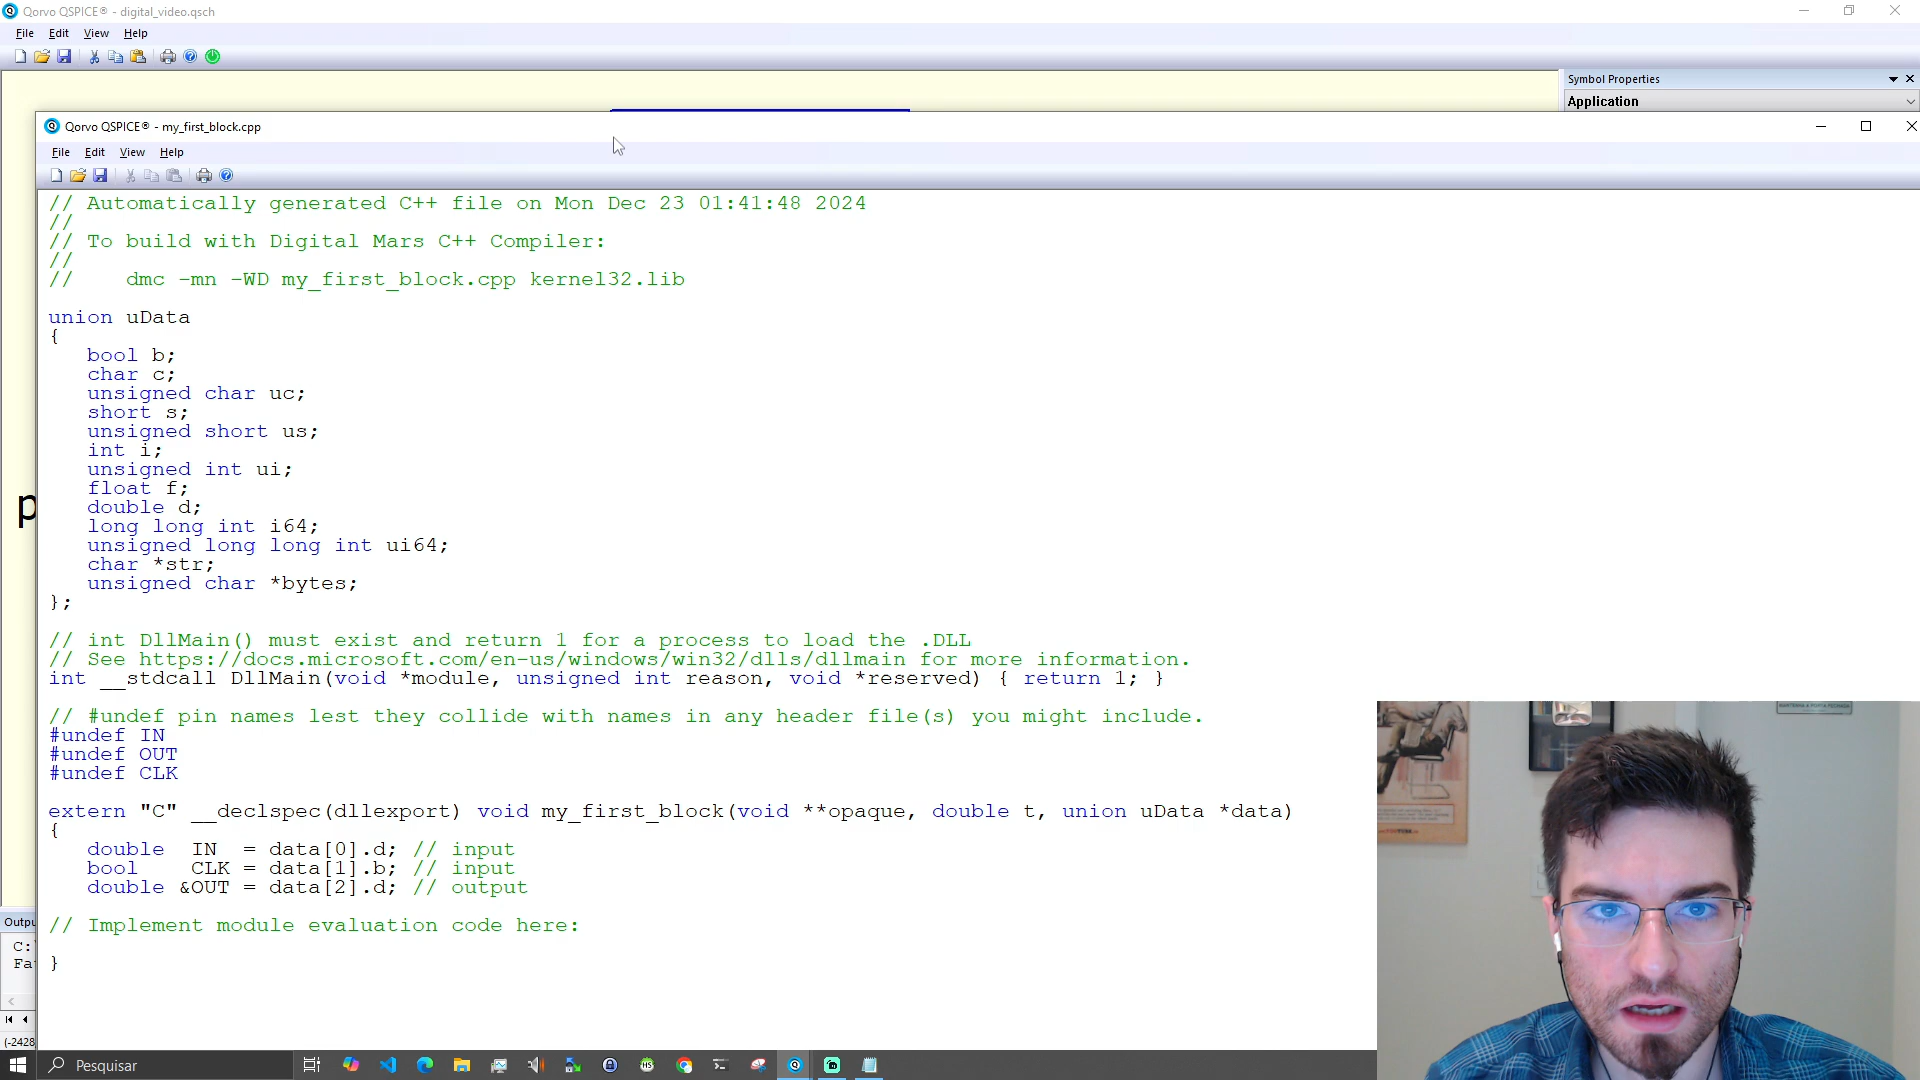 Qorvo QSPICE® - digital_video.qsch
File Edit View Help
Symbol Properties
Application
Qorvo QSPICE® - my_first_block.cpp
File Edit View Help
// Automatically generated C++ file on Mon Dec 23 01:41:48 2024
//
// To build with Digital Mars C++ Compiler:
//
//    dmc -mn -WD my_first_block.cpp kernel32.lib
union uData
{
   bool b;
   char c;
   unsigned char uc;
   short s;
   unsigned short us;
   int i;
   unsigned int ui;
   float f;
   double d;
   long long int i64;
   unsigned long long int ui64;
   char *str;
   unsigned char *bytes;
};
// int DllMain() must exist and return 1 for a process to load the .DLL
// See https://docs.microsoft.com/en-us/windows/win32/dlls/dllmain for more information.
int __stdcall DllMain(void *module, unsigned int reason, void *reserved) { return 1; }
// #undef pin names lest they collide with names in any header file(s) you might include.
#undef IN
#undef OUT
#undef CLK
extern "C" __declspec(dllexport) void my_first_block(void **opaque, double t, union uData *data)
{
   double  IN  = data[0].d; // input
   bool    CLK = data[1].b; // input
   double &OUT = data[2].d; // output
// Implement module evaluation code here:
}
p
Outpu
C:
Fa
(-2428
Pesquisar